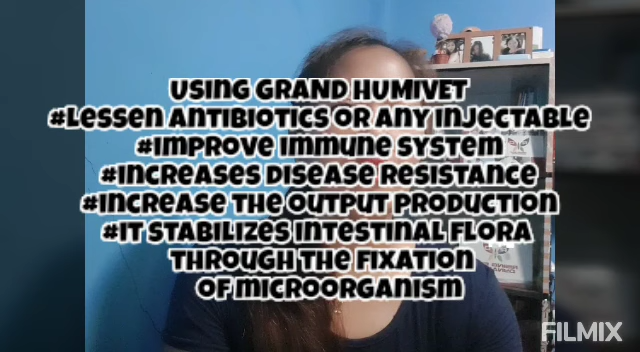 USING GRAND HUMIVET
#LESSEN ANTIBIOTICS OR ANY INJECTABLE
#IMPROVE IMMUNE SYSTEM
#INCREASES DISEASE RESISTANCE
#INCREASE THE OUTPUT PRODUCTION
#IT STABILIZES INTESTINAL FLORA
THROUGH THE FIXATION
OF MICROORGANISM
FILMIX